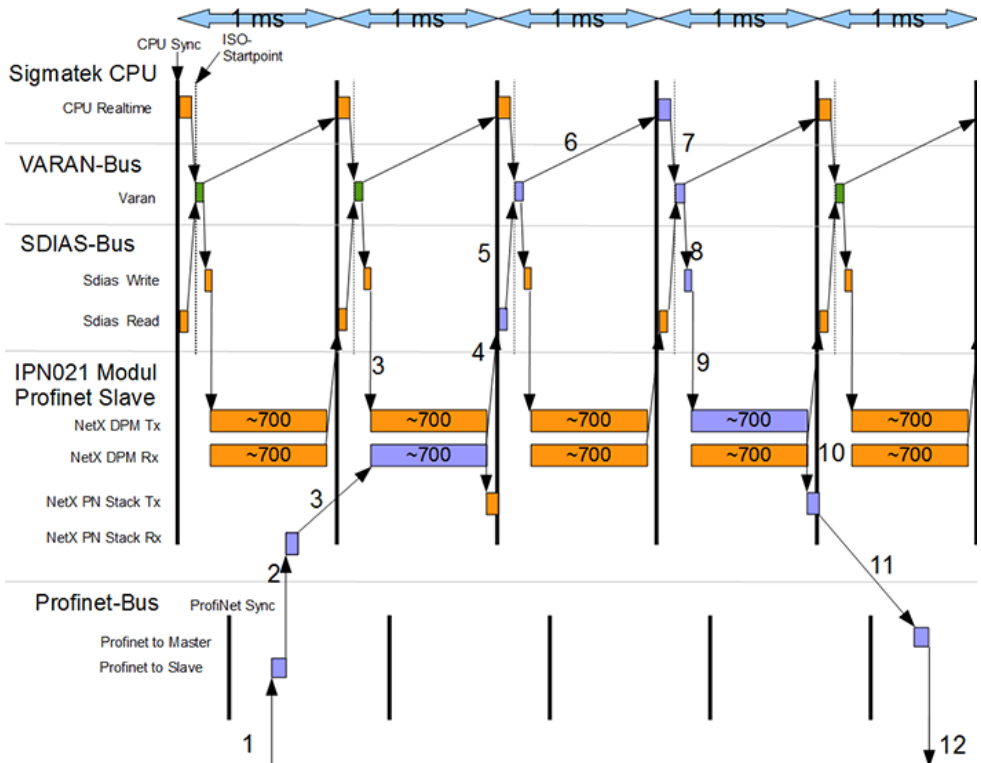 1 ms 1 ms 1 ms 1 ms 1 ms
CPU Sync
ISO-
Startpoint
Sigmatek CPU
CPU Realtime
6 7
VARAN-Bus
Varan
SDIAS-Bus
5 8
Sdias Write
Sdias Read
3 4 9
IPN021 Modul
Profinet Slave
NetX DPM Tx
~700 ~700 ~700 ~700 ~700
NetX DPM Rx
~700 ~700 ~700 ~700 10 ~700
NetX PN Stack Tx
3
NetX PN Stack Rx
2 11
Profinet-Bus
ProfiNet Sync
Profinet to Master
Profinet to Slave
1 12